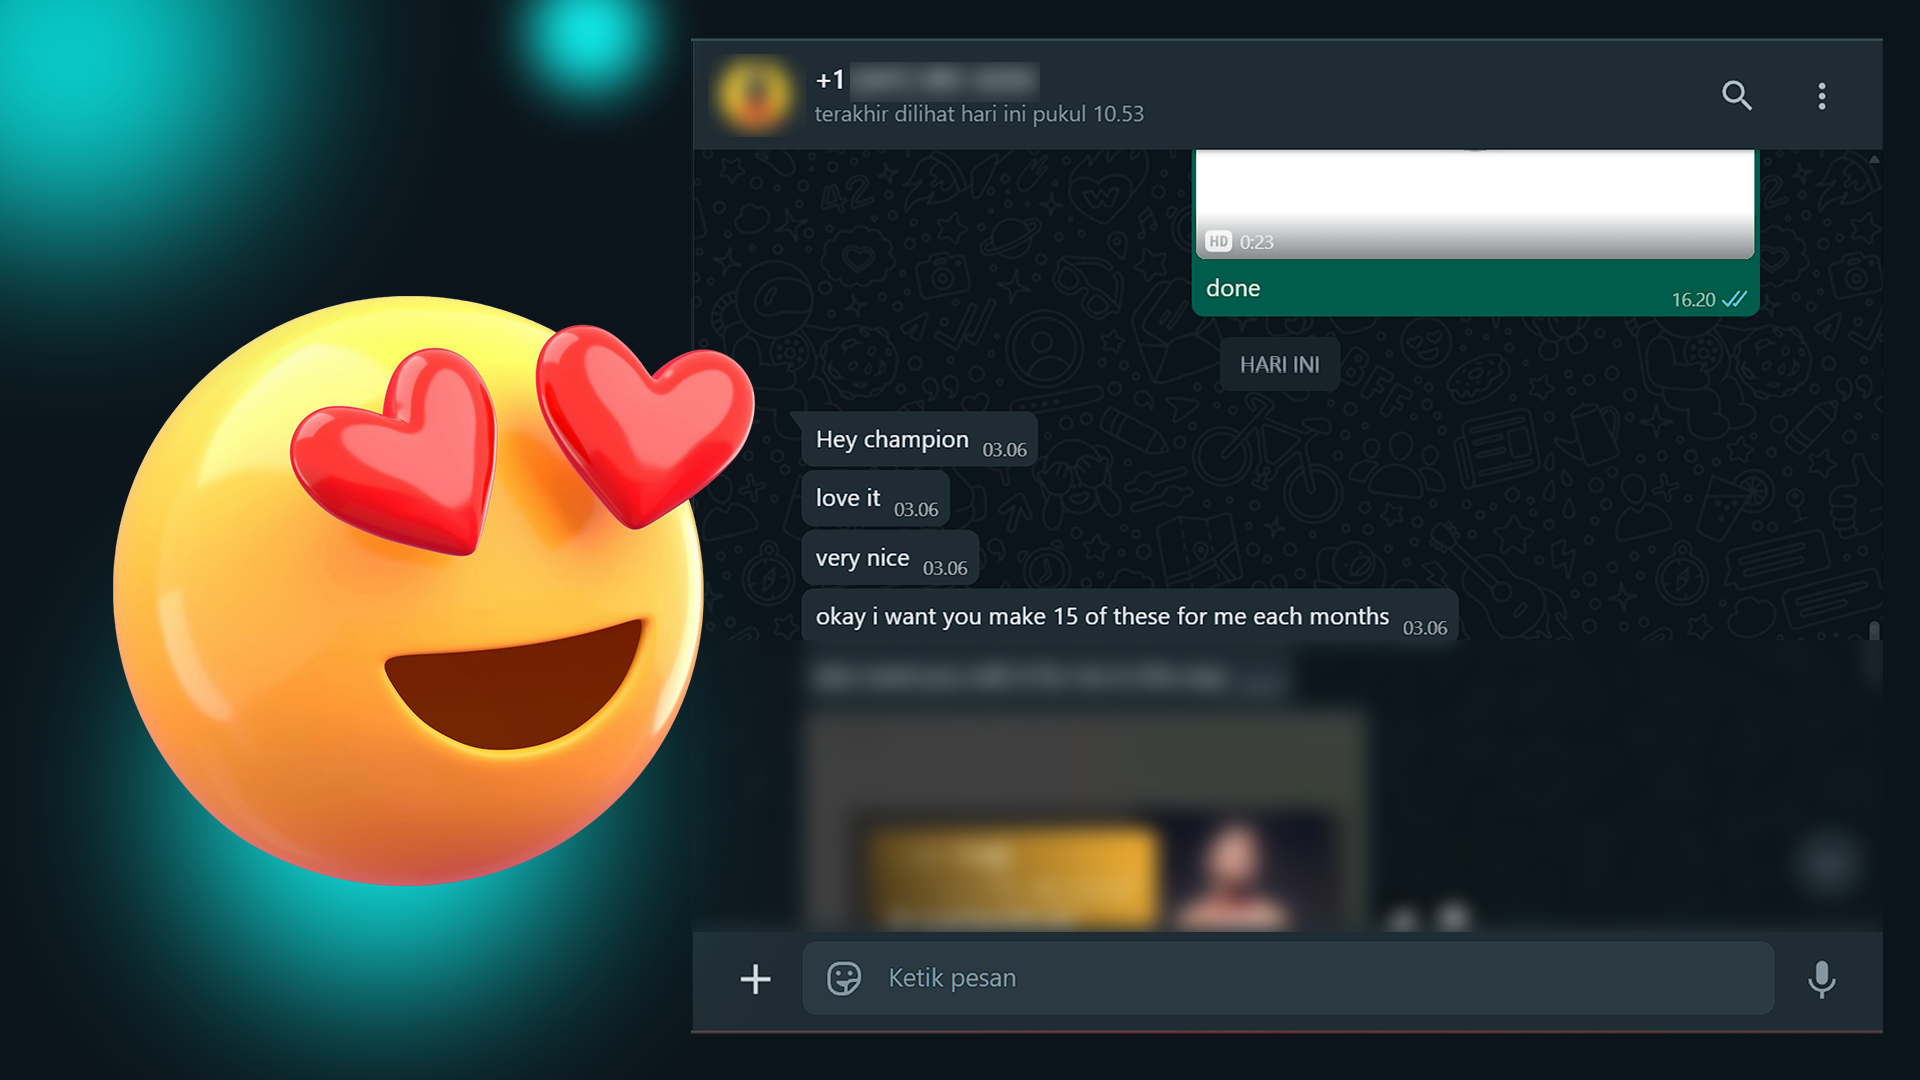 +1
terakhir dilihat hari ini pukul 10.53
HD 0:23
done
16.20
HARI INI
Hey champion 03.06
love it 03.06
very nice 03.06
okay i want you make 15 of these for me each months 03.06
Ketik pesan